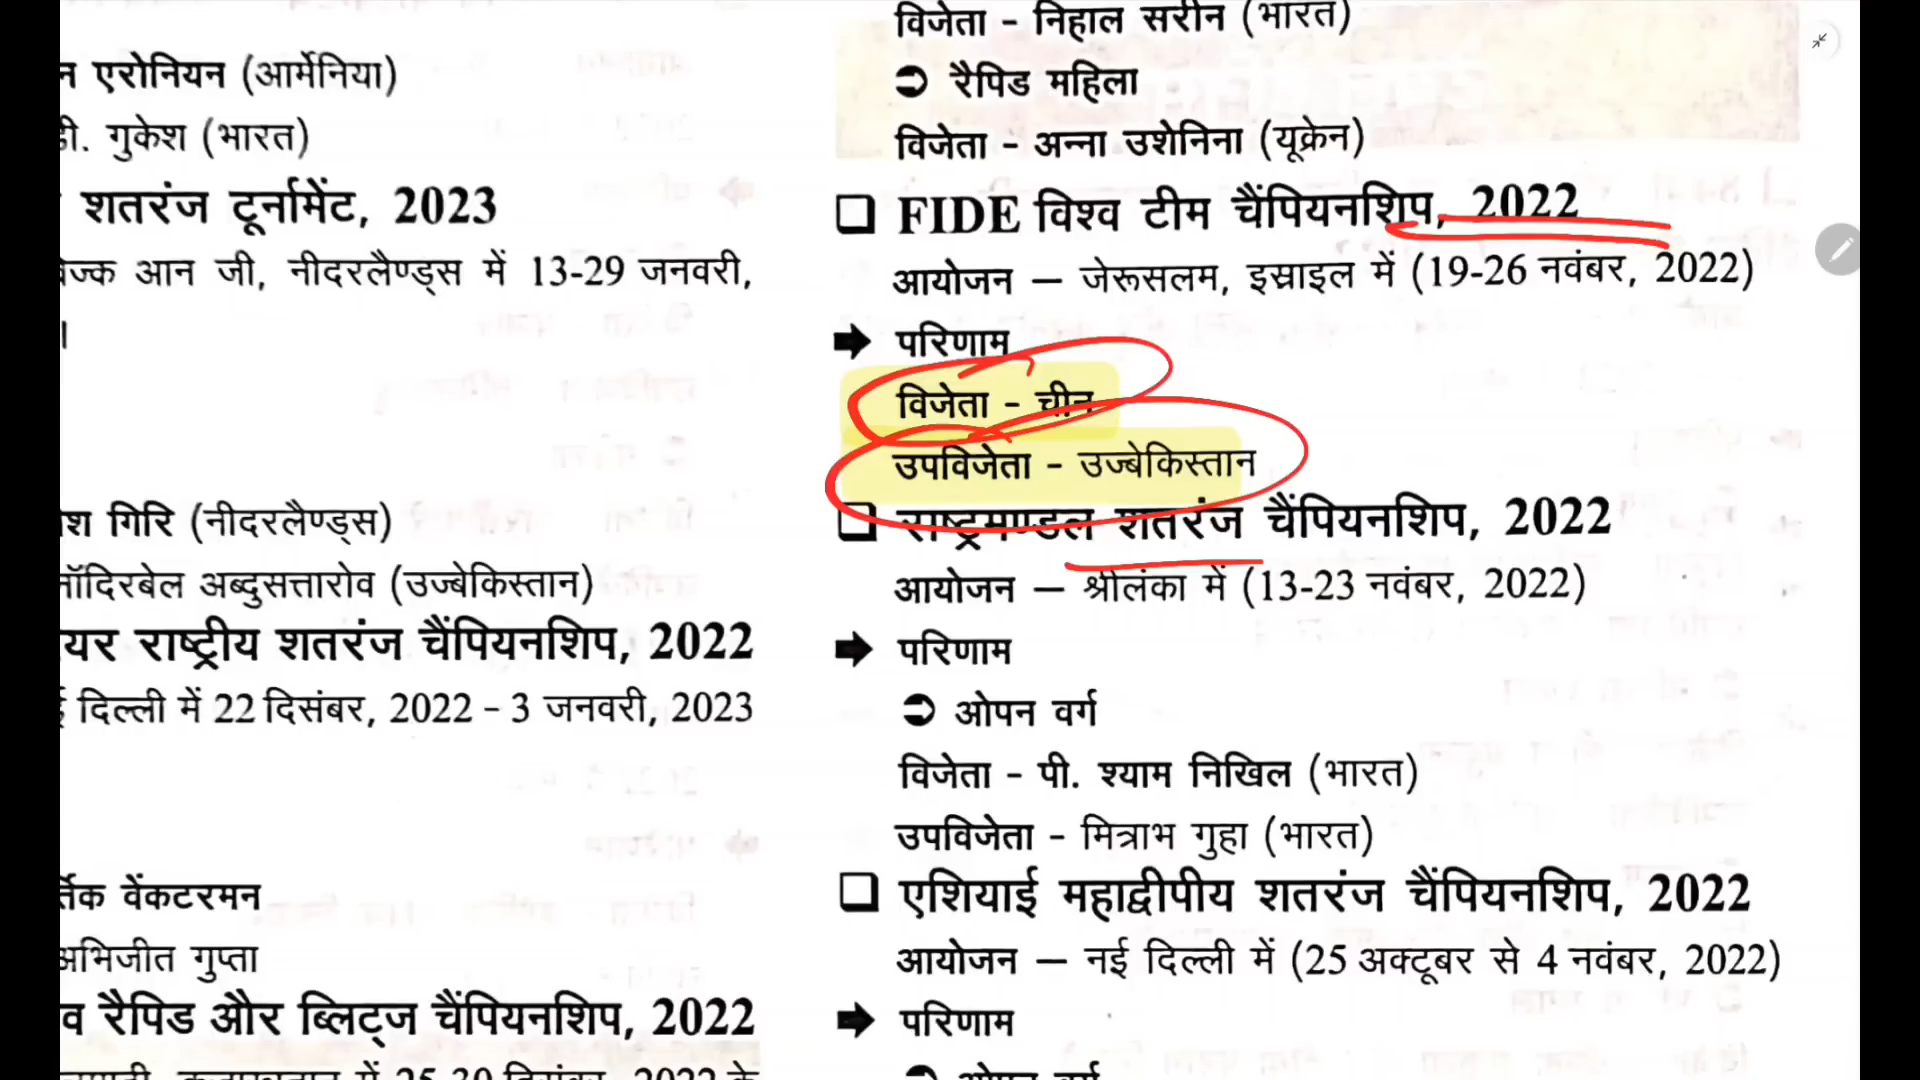 एरोनियन (आर्मेनिया)
गुकेश (भारत)
शतरंज टूर्नामेंट, 2023
आन जी, नीदरलैण्ड्स में 13-29 जनवरी,
गिरि (नीदरलैण्ड्स)
अब्दुसत्तारोव (उज्बेकिस्तान)
राष्ट्रीय शतरंज चैंपियनशिप, 2022
दिल्ली में 22 दिसंबर, 2022 – 3 जनवरी, 2023
वेंकटरमन
अभिजीत गुप्ता
व रैपिड और ब्लिट्ज चैंपियनशिप, 2022
विजेता – निहाल सरीन (भारत)
➲ रैपिड महिला
विजेता – अन्ना उशेनिना (यूक्रेन)
❑ FIDE विश्व टीम चैंपियनशिप, 2022
आयोजन — जेरूसलम, इस्राइल में (19-26 नवंबर, 2022)
➡ परिणाम
विजेता – चीन
उपविजेता – उज्बेकिस्तान
❑ राष्ट्रमण्डल शतरंज चैंपियनशिप, 2022
आयोजन — श्रीलंका में (13-23 नवंबर, 2022)
➡ परिणाम
➲ ओपन वर्ग
विजेता – पी. श्याम निखिल (भारत)
उपविजेता – मित्राभ गुहा (भारत)
❑ एशियाई महाद्वीपीय शतरंज चैंपियनशिप, 2022
आयोजन — नई दिल्ली में (25 अक्टूबर से 4 नवंबर, 2022)
➡ परिणाम